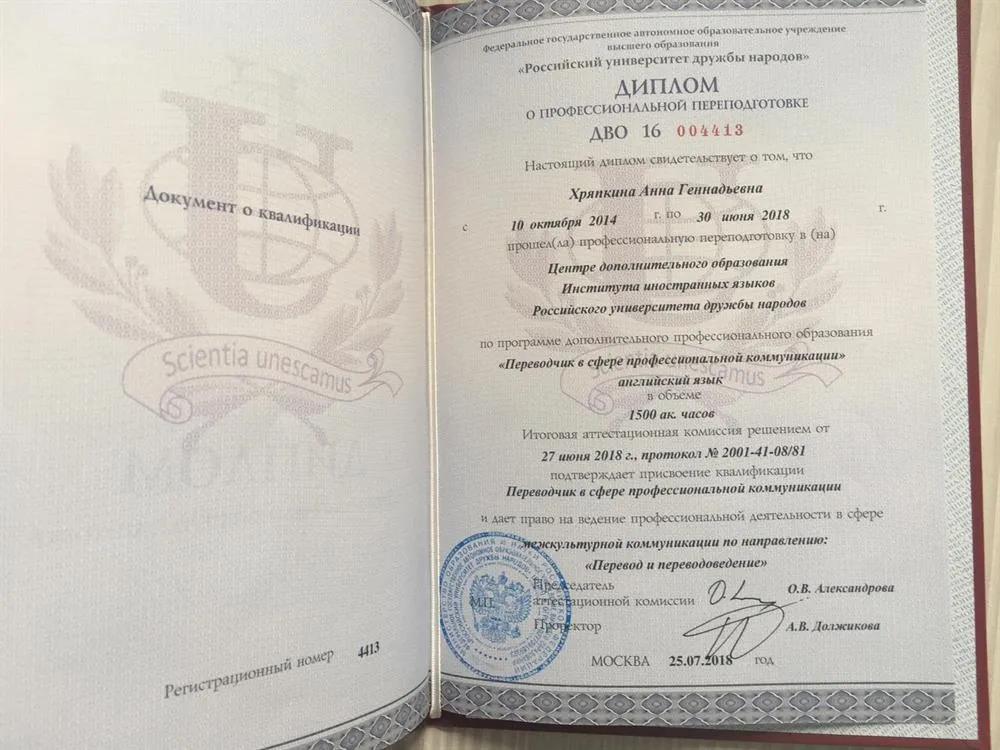 Документ о квалификации
Scientia unescamus
Регистрационный номер 4413
Федеральное государственное автономное образовательное учреждение
высшего образования
«Российский университет дружбы народов»
ДИПЛОМ
О ПРОФЕССИОНАЛЬНОЙ ПЕРЕПОДГОТОВКЕ
ДВО 16 004413
Настоящий диплом свидетельствует о том, что
Хряпкина Анна Геннадьевна
с 10 октября 2014 г. по 30 июня 2018 г.
прошел(ла) профессиональную переподготовку в (на)
Центре дополнительного образования
Института иностранных языков
Российского университета дружбы народов
по программе дополнительного профессионального образования
«Переводчик в сфере профессиональной коммуникации»
Scientia unescamus
английский язык
в объеме
1500 ак. часов
Итоговая аттестационная комиссия решением от
27 июня 2018 г., протокол № 2001-41-08/81
подтверждает присвоение квалификации
Переводчик в сфере профессиональной коммуникации
и дает право на ведение профессиональной деятельности в сфере
межкультурной коммуникации по направлению:
«Перевод и переводоведение»
Председатель
аттестационной комиссии О.В. Александрова
М.П.
Проректор А.В. Должикова
МОСКВА 25.07.2018 год